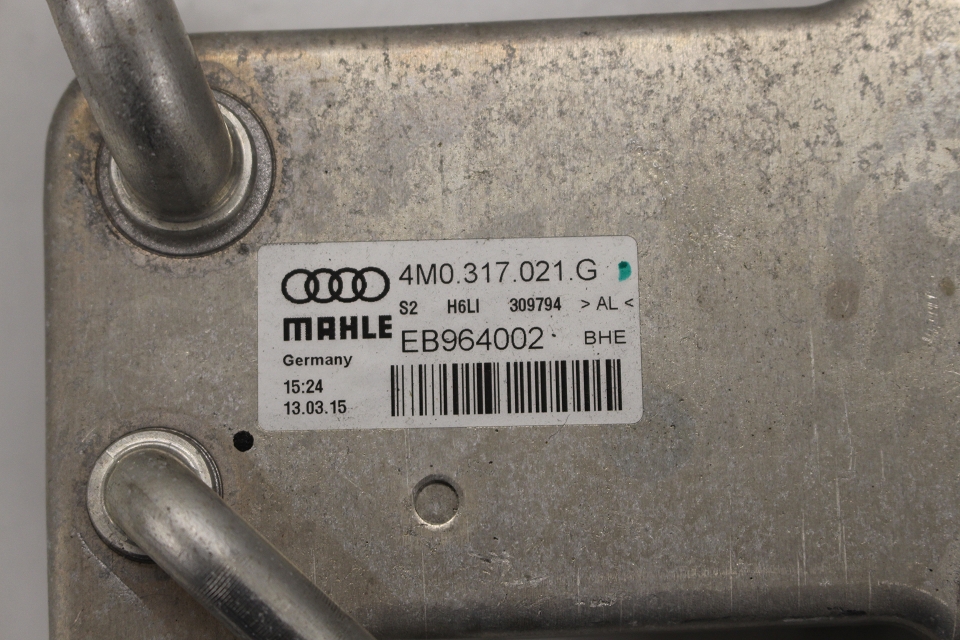 4M0.317.021.G
S2 H6LI 309794 > AL <
MAHLE EB964002 BHE
Germany
15:24
13.03.15